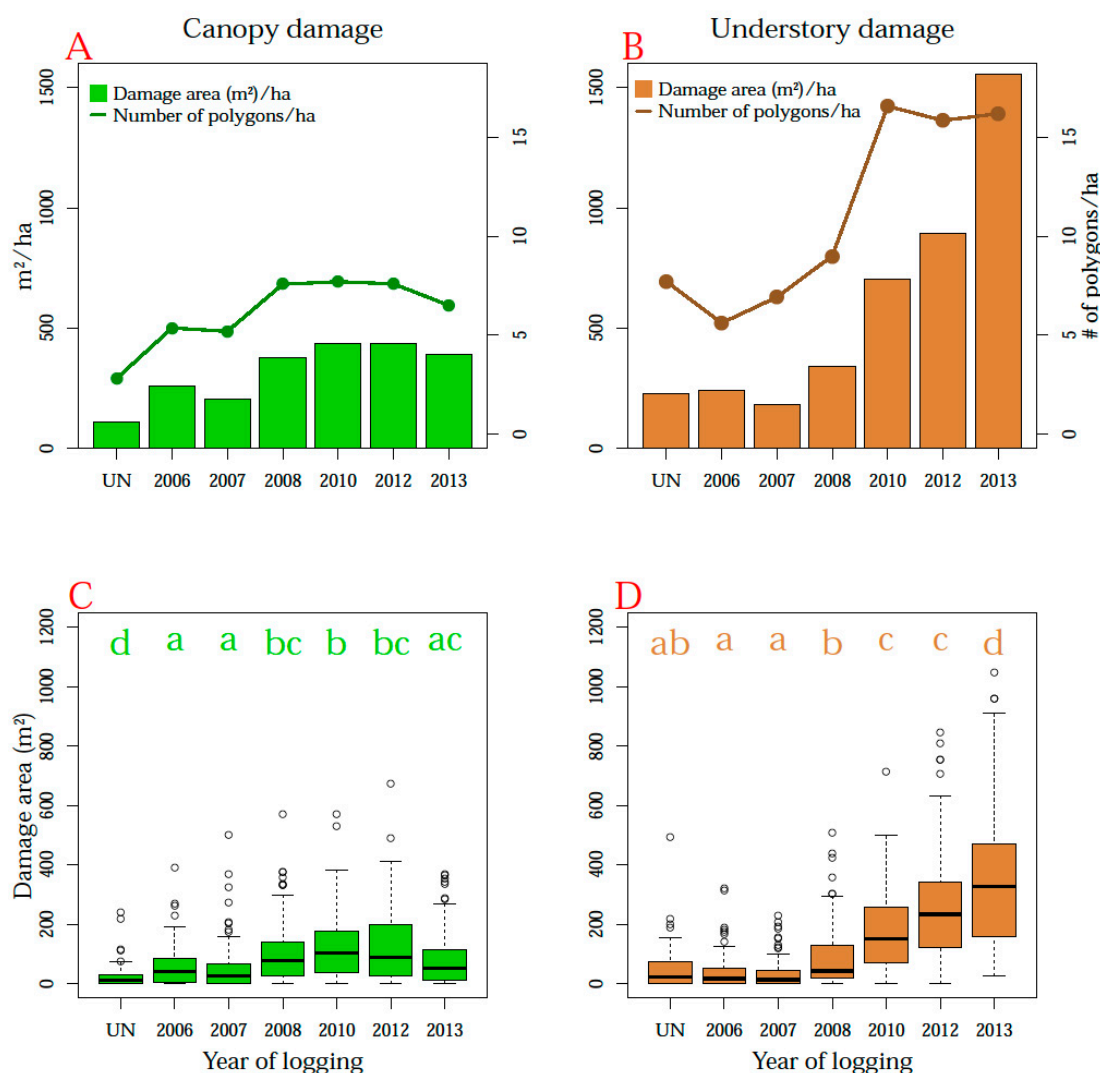 Canopy damage
Understory damage
A
B
Damage area (m²)/ha
Number of polygons/ha
Damage area (m²)/ha
Number of polygons/ha
m²/ha
# of polygons/ha
0 500 1000 1500
0 5 10 15
0 500 1000 1500
0 5 10 15
UN 2006 2007 2008 2010 2012 2013
UN 2006 2007 2008 2010 2012 2013
C
D
d a a bc b bc ac
ab a a b c c d
Damage area (m²)
0 200 400 600 800 1000 1200
0 200 400 600 800 1000 1200
UN 2006 2007 2008 2010 2012 2013
UN 2006 2007 2008 2010 2012 2013
Year of logging
Year of logging